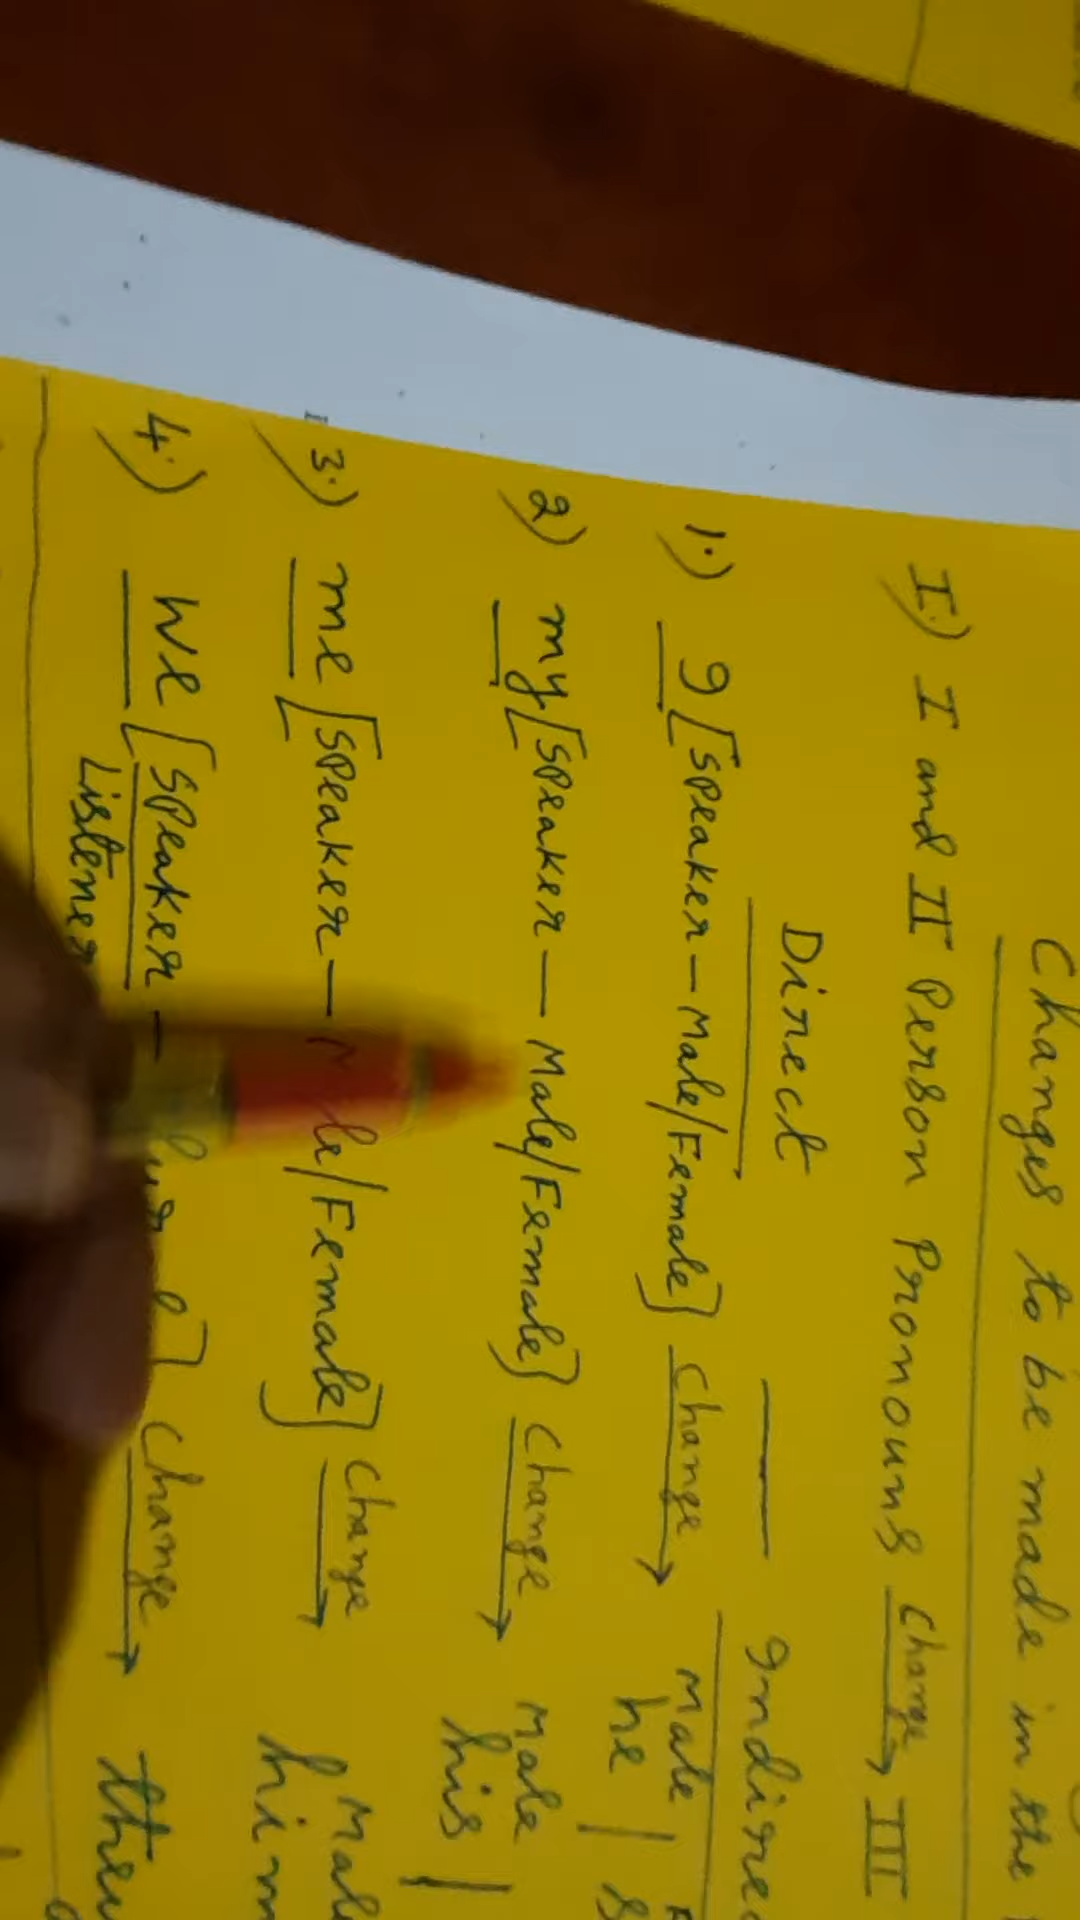 Changes to be made in the
I.) I and II Person Pronouns Change III
Direct — Indirec
1.) I [Speaker - Male/Female] Change Male
he |
2) my [Speaker - Male/Female] Change Male
his |
3.) me [Speaker - Male/Female] Change Mal
him
4.) We [Speaker - Change
Listener